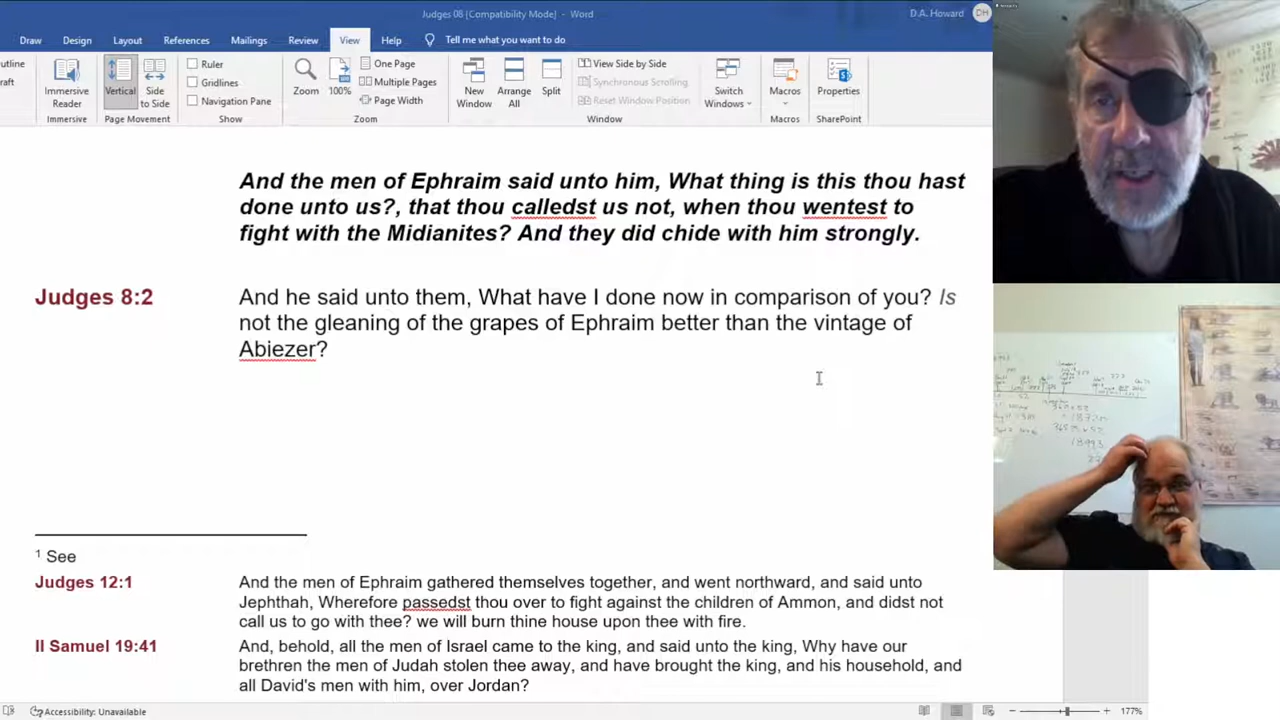 Judges 08 [Compatibility Mode] - Word
D.A. Howard
DH
Draw Design Layout References Mailings Review View Help Tell me what you want to do
Immersive Reader
Vertical
Side to Side
Ruler
Gridlines
Navigation Pane
Zoom
100%
One Page
Multiple Pages
Page Width
New Window
Arrange All
Split
View Side by Side
Synchronous Scrolling
Reset Window Position
Switch Windows
Macros
Properties
Immersive Page Movement Show Zoom Window Macros SharePoint
And the men of Ephraim said unto him, What thing is this thou hast
done unto us?, that thou calledst us not, when thou wentest to
fight with the Midianites? And they did chide with him strongly.
Judges 8:2 And he said unto them, What have I done now in comparison of you? Is
not the gleaning of the grapes of Ephraim better than the vintage of
Abiezer?
1 See
Judges 12:1 And the men of Ephraim gathered themselves together, and went northward, and said unto
Jephthah, Wherefore passedst thou over to fight against the children of Ammon, and didst not
call us to go with thee? we will burn thine house upon thee with fire.
II Samuel 19:41 And, behold, all the men of Israel came to the king, and said unto the king, Why have our
brethren the men of Judah stolen thee away, and have brought the king, and his household, and
all David's men with him, over Jordan?
Accessibility: Unavailable
177%